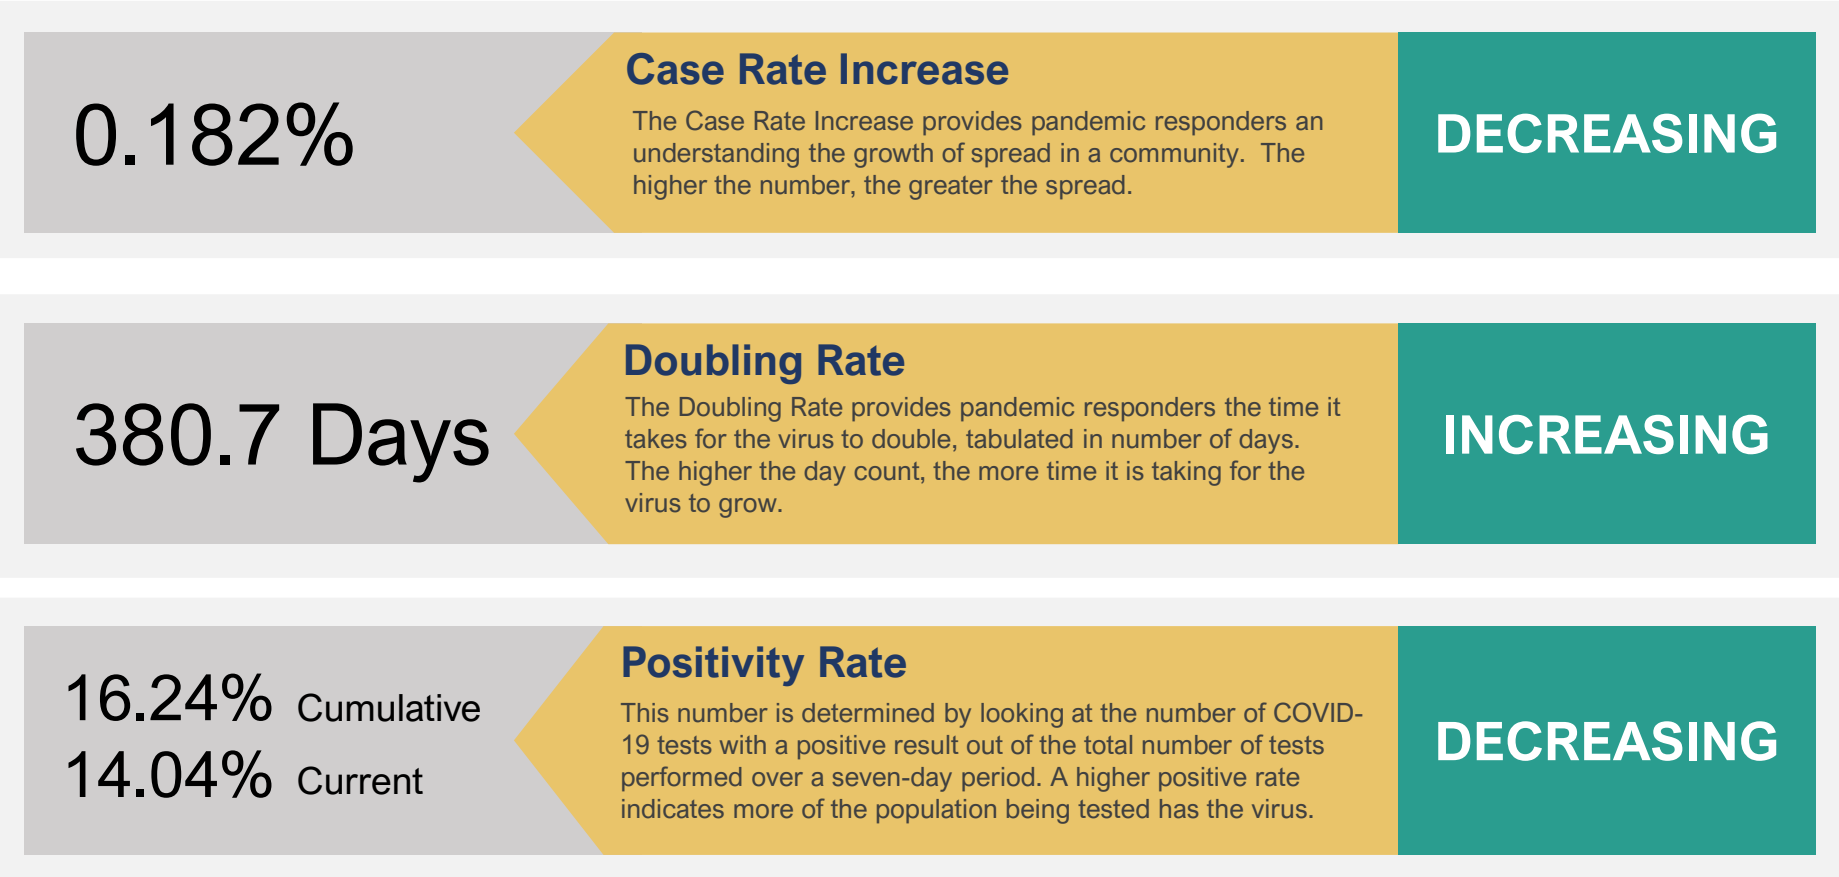 0.182%
Case Rate Increase
The Case Rate Increase provides pandemic responders an
understanding the growth of spread in a community.  The
higher the number, the greater the spread.
DECREASING
380.7 Days
Doubling Rate
The Doubling Rate provides pandemic responders the time it
takes for the virus to double, tabulated in number of days.
The higher the day count, the more time it is taking for the
virus to grow.
INCREASING
16.24% Cumulative
14.04% Current
Positivity Rate
This number is determined by looking at the number of COVID-
19 tests with a positive result out of the total number of tests
performed over a seven-day period. A higher positive rate
indicates more of the population being tested has the virus.
DECREASING